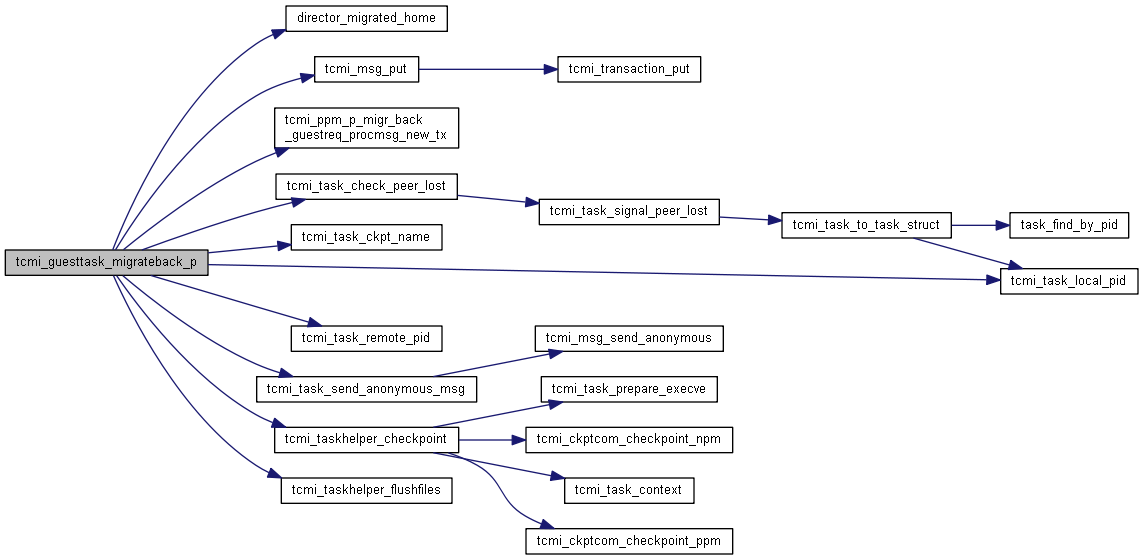 director_migrated_home
tcmi_msg_put
tcmi_transaction_put
tcmi_ppm_p_migr_back
_guestreq_procmsg_new_tx
tcmi_task_check_peer_lost
tcmi_task_signal_peer_lost
tcmi_task_to_task_struct
task_find_by_pid
tcmi_task_ckpt_name
tcmi_guesttask_migrateback_p
tcmi_task_local_pid
tcmi_task_remote_pid
tcmi_msg_send_anonymous
tcmi_task_send_anonymous_msg
tcmi_task_prepare_execve
tcmi_taskhelper_checkpoint
tcmi_ckptcom_checkpoint_npm
tcmi_taskhelper_flushfiles
tcmi_task_context
tcmi_ckptcom_checkpoint_ppm